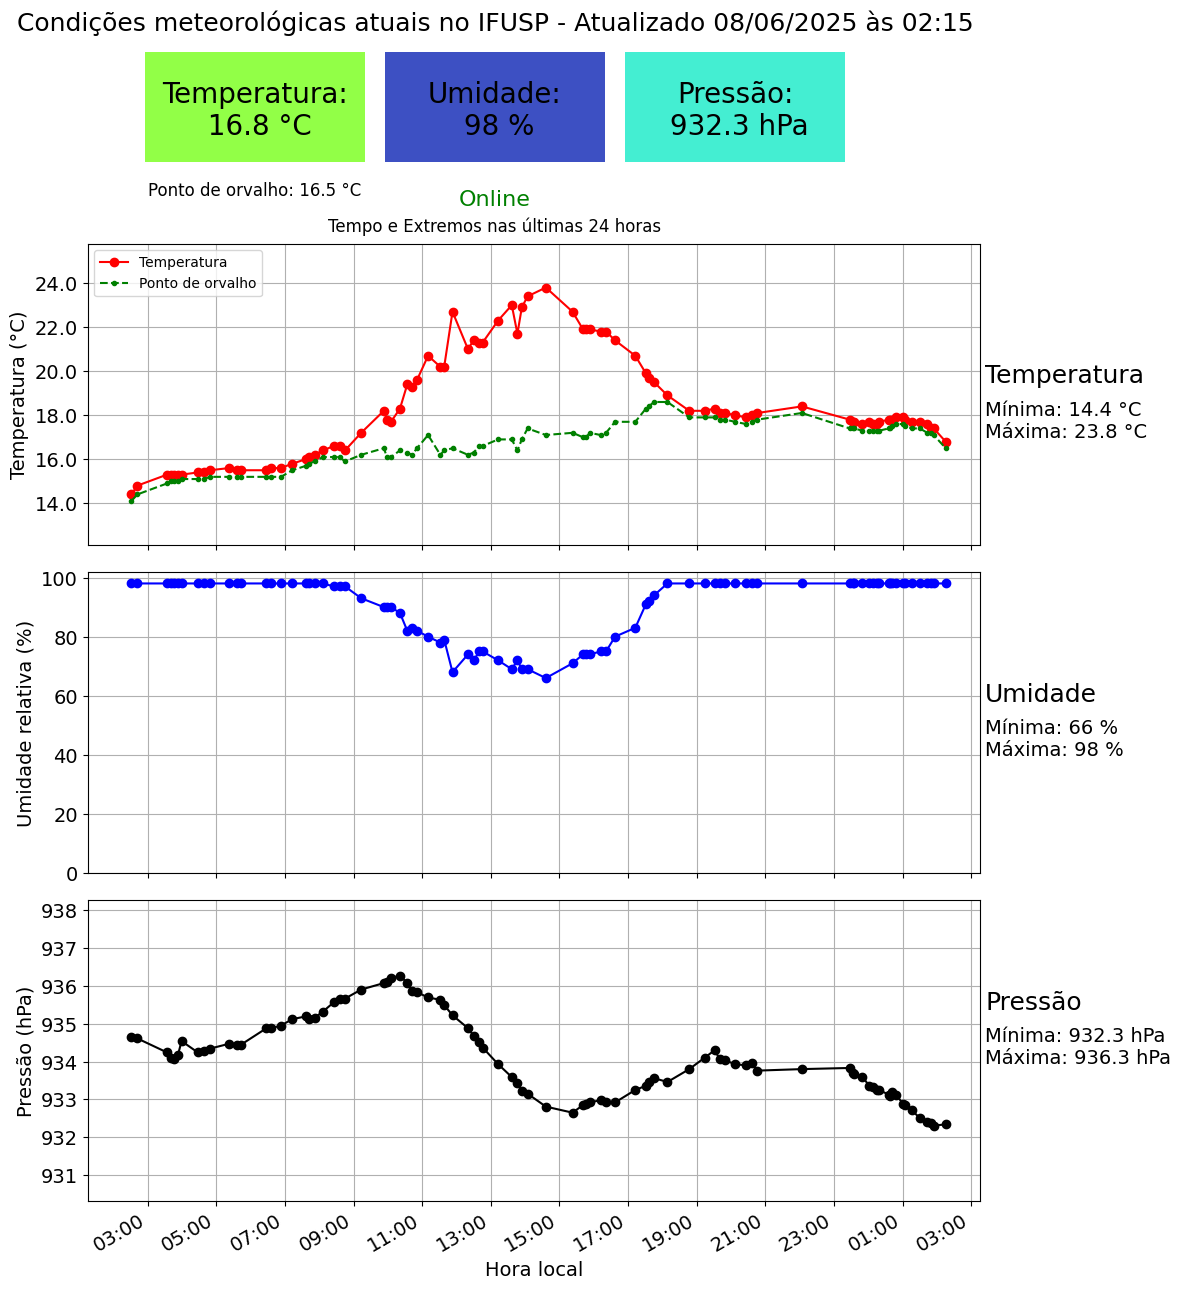 Condições meteorológicas atuais no IFUSP - Atualizado 08/06/2025 às 02:15
Temperatura:
16.8 °C
Umidade:
98 %
Pressão:
932.3 hPa
Ponto de orvalho: 16.5 °C
Online
Tempo e Extremos nas últimas 24 horas
Temperatura
Ponto de orvalho
Temperatura (°C)
24.0
22.0
20.0
18.0
16.0
14.0
Temperatura
Mínima: 14.4 °C
Máxima: 23.8 °C
Umidade relativa (%)
100
80
60
40
20
0
Umidade
Mínima: 66 %
Máxima: 98 %
Pressão (hPa)
938
937
936
935
934
933
932
931
Pressão
Mínima: 932.3 hPa
Máxima: 936.3 hPa
03:00 05:00 07:00 09:00 11:00 13:00 15:00 17:00 19:00 21:00 23:00 01:00 03:00
Hora local